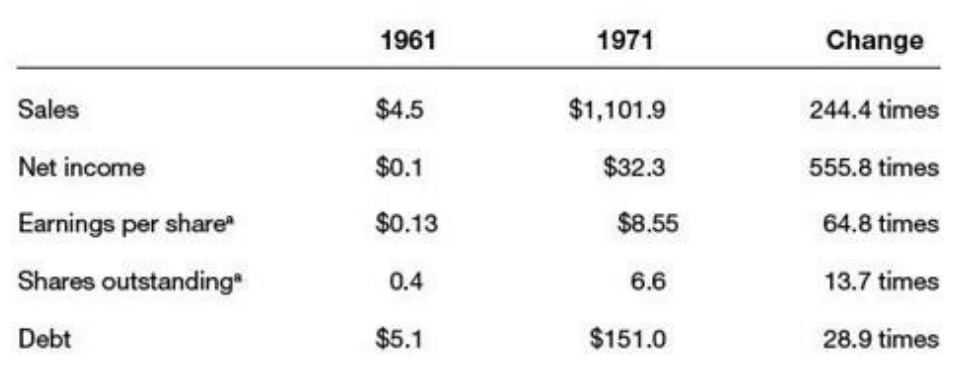 1961 1971 Change
Sales $4.5 $1,101.9 244.4 times
Net income $0.1 $32.3 555.8 times
Earnings per shareª $0.13 $8.55 64.8 times
Shares outstandingª 0.4 6.6 13.7 times
Debt $5.1 $151.0 28.9 times